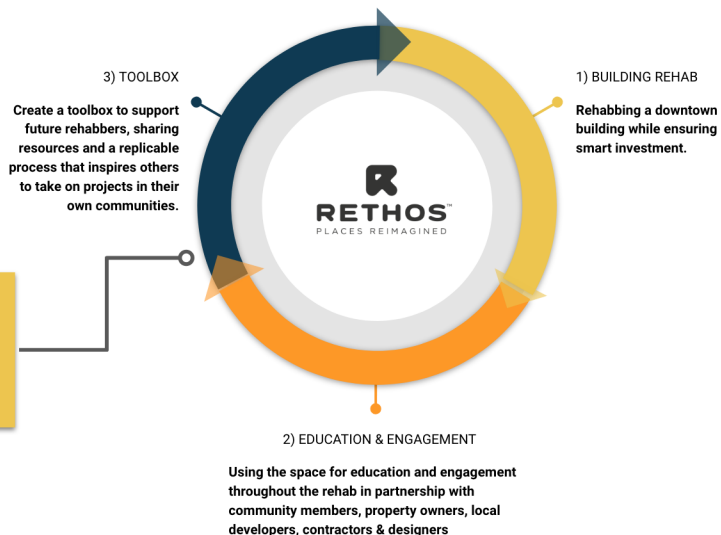 3) TOOLBOX
Create a toolbox to support
future rehabbers, sharing
resources and a replicable
process that inspires others
to take on projects in their
own communities.
1) BUILDING REHAB
Rehabbing a downtown
building while ensuring
smart investment.
RETHOS™
PLACES REIMAGINED
2) EDUCATION & ENGAGEMENT
Using the space for education and engagement
throughout the rehab in partnership with
community members, property owners, local
developers, contractors & designers